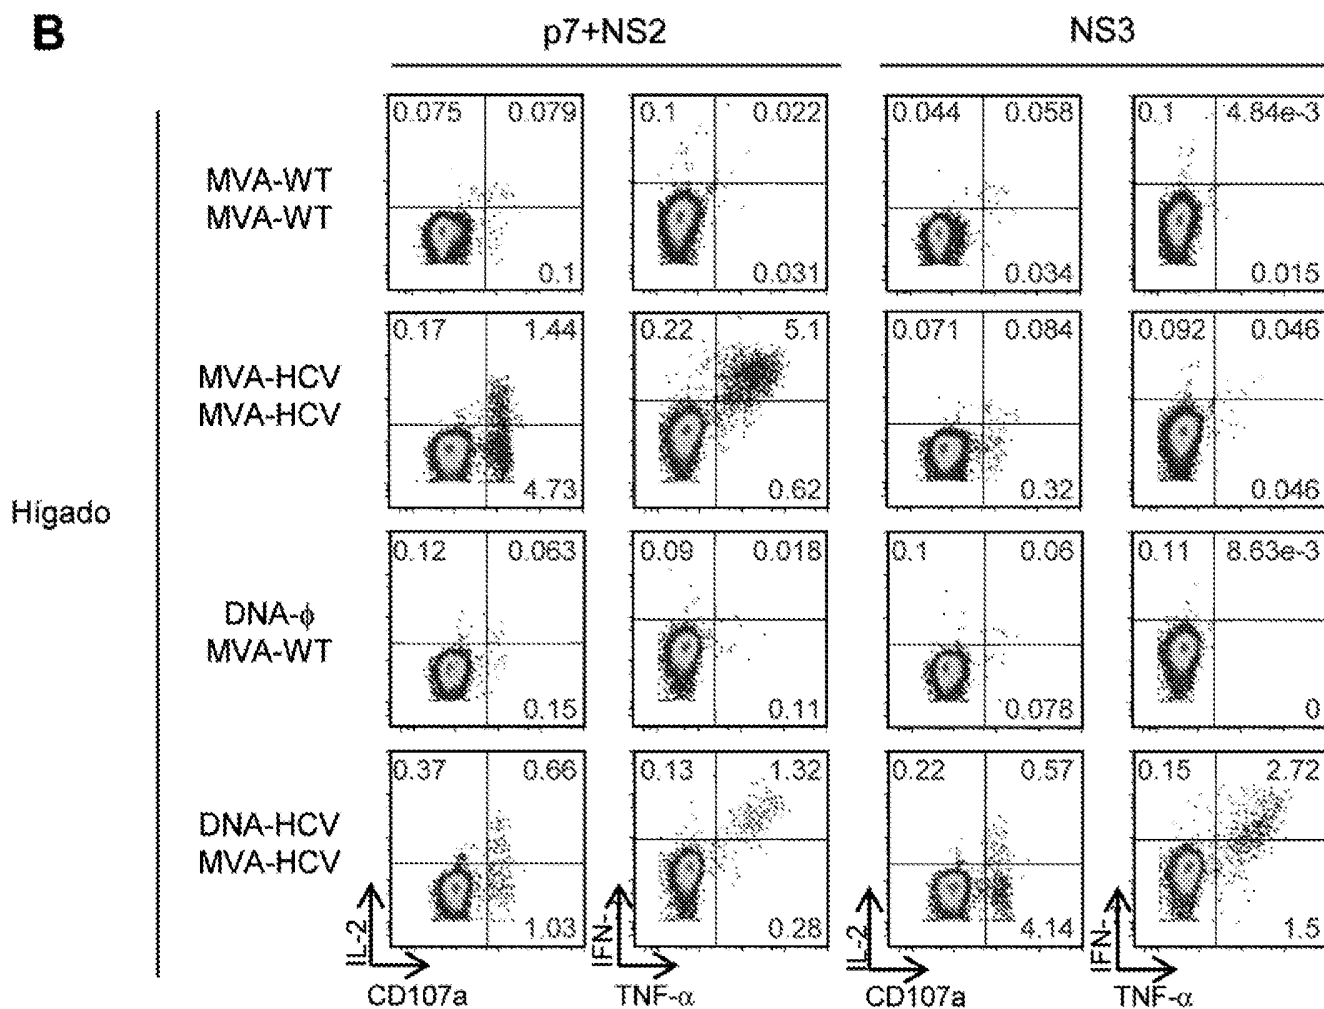 B
p7+NS2 NS3
0.075 0.079 0.1 0.022 0.044 0.058 0.1 4.84e-3
MVA-WT
MVA-WT
0.1 0.031 0.034 0.015
0.17 1.44 0.22 5.1 0.071 0.084 0.092 0.046
MVA-HCV
MVA-HCV
4.73 0.62 0.32 0.046
Hígado
0.12 0.063 0.09 0.018 0.1 0.06 0.11 8.63e-3
DNA-ϕ
MVA-WT
0.15 0.11 0.078 0
0.37 0.66 0.13 1.32 0.22 0.57 0.15 2.72
DNA-HCV
MVA-HCV
1.03 0.28 4.14 1.5
IL-2 IFN- IL-2 IFN-
CD107a TNF-α CD107a TNF-α